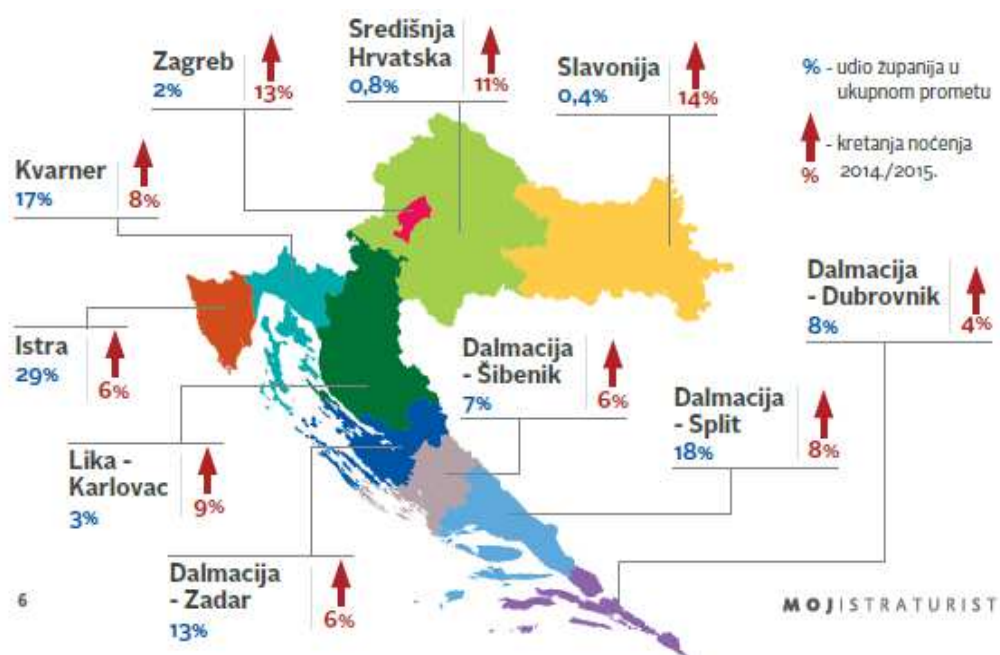 Zagreb
2%
13%
Središnja
Hrvatska
0,8%
11%
Slavonija
0,4%
14%
% - udio županija u
ukupnom prometu
- kretanja noćenja
% 2014./2015.
Kvarner
17%
8%
Istra
29%
6%
Dalmacija
- Dubrovnik
8%
4%
Dalmacija
- Šibenik
7%
6%
Dalmacija
- Split
18%
8%
Lika -
Karlovac
3%
9%
Dalmacija
- Zadar
13%
6%
6
MOJISTRATURIST